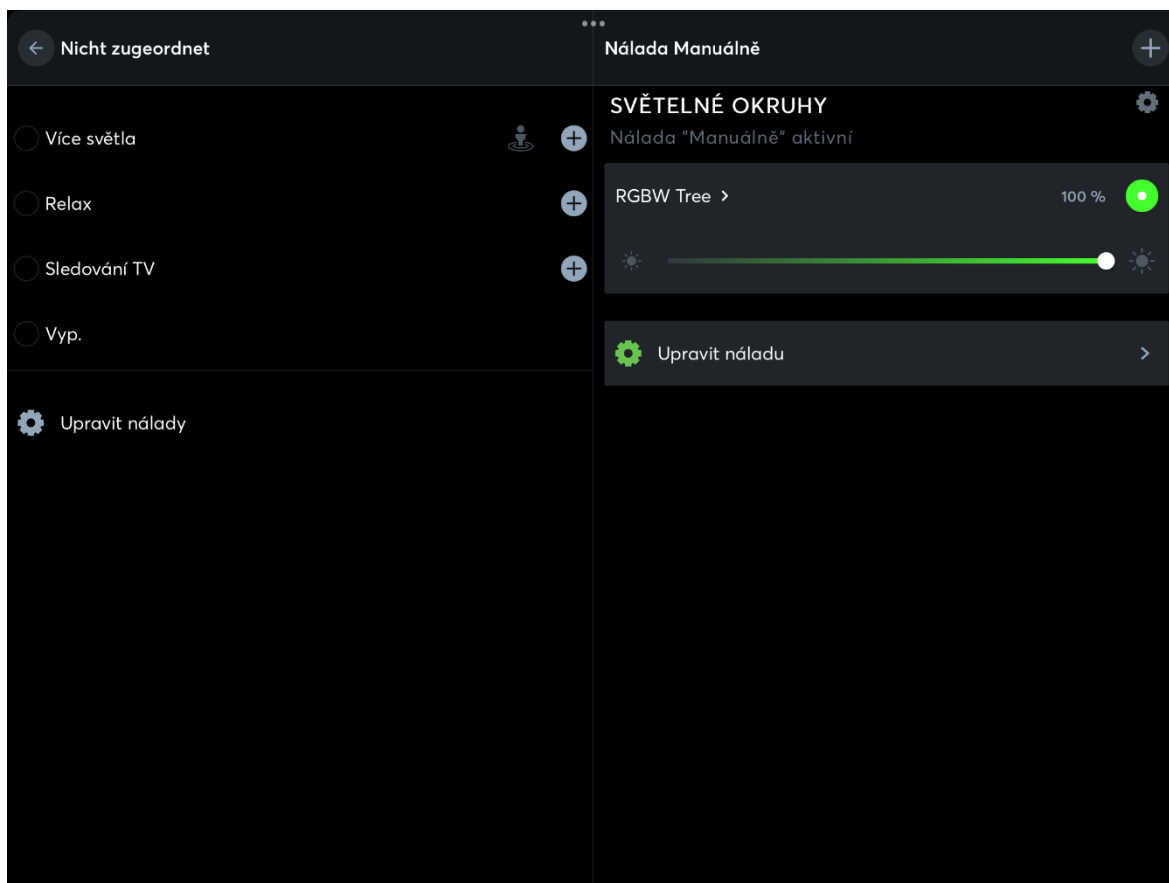 Nicht zugeordnet
Více světla
Relax
Sledování TV
Vyp.
Upravit nálady
Nálada Manuálně
SVĚTELNÉ OKRUHY
Nálada "Manuálně" aktivní
RGBW Tree
100 %
Upravit náladu